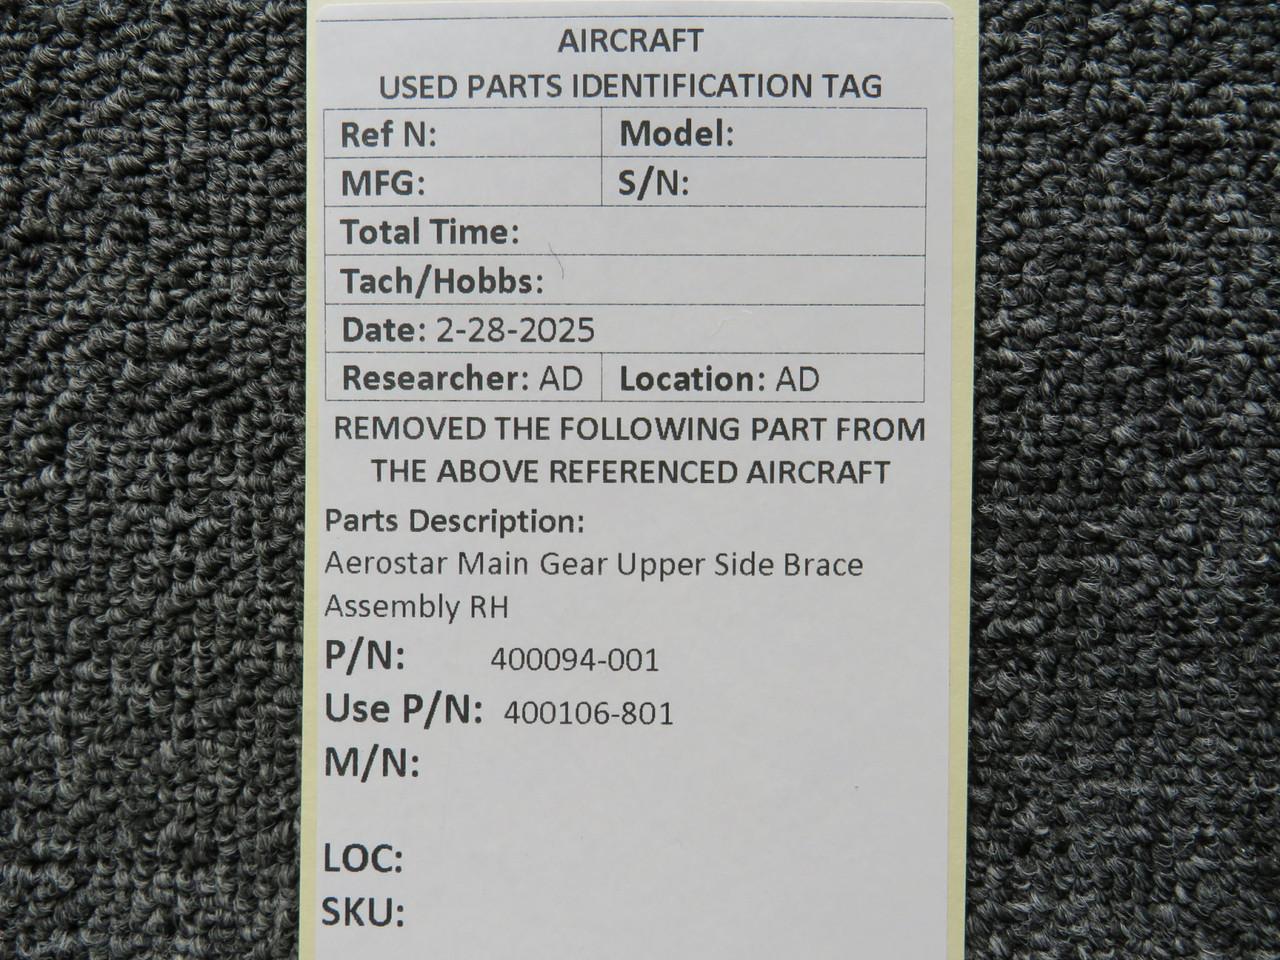 AIRCRAFT
USED PARTS IDENTIFICATION TAG
Ref N: Model:
MFG: S/N:
Total Time:
Tach/Hobbs:
Date: 2-28-2025
Researcher: AD Location: AD
REMOVED THE FOLLOWING PART FROM
THE ABOVE REFERENCED AIRCRAFT
Parts Description:
Aerostar Main Gear Upper Side Brace
Assembly RH
P/N: 400094-001
Use P/N: 400106-801
M/N:
LOC:
SKU: